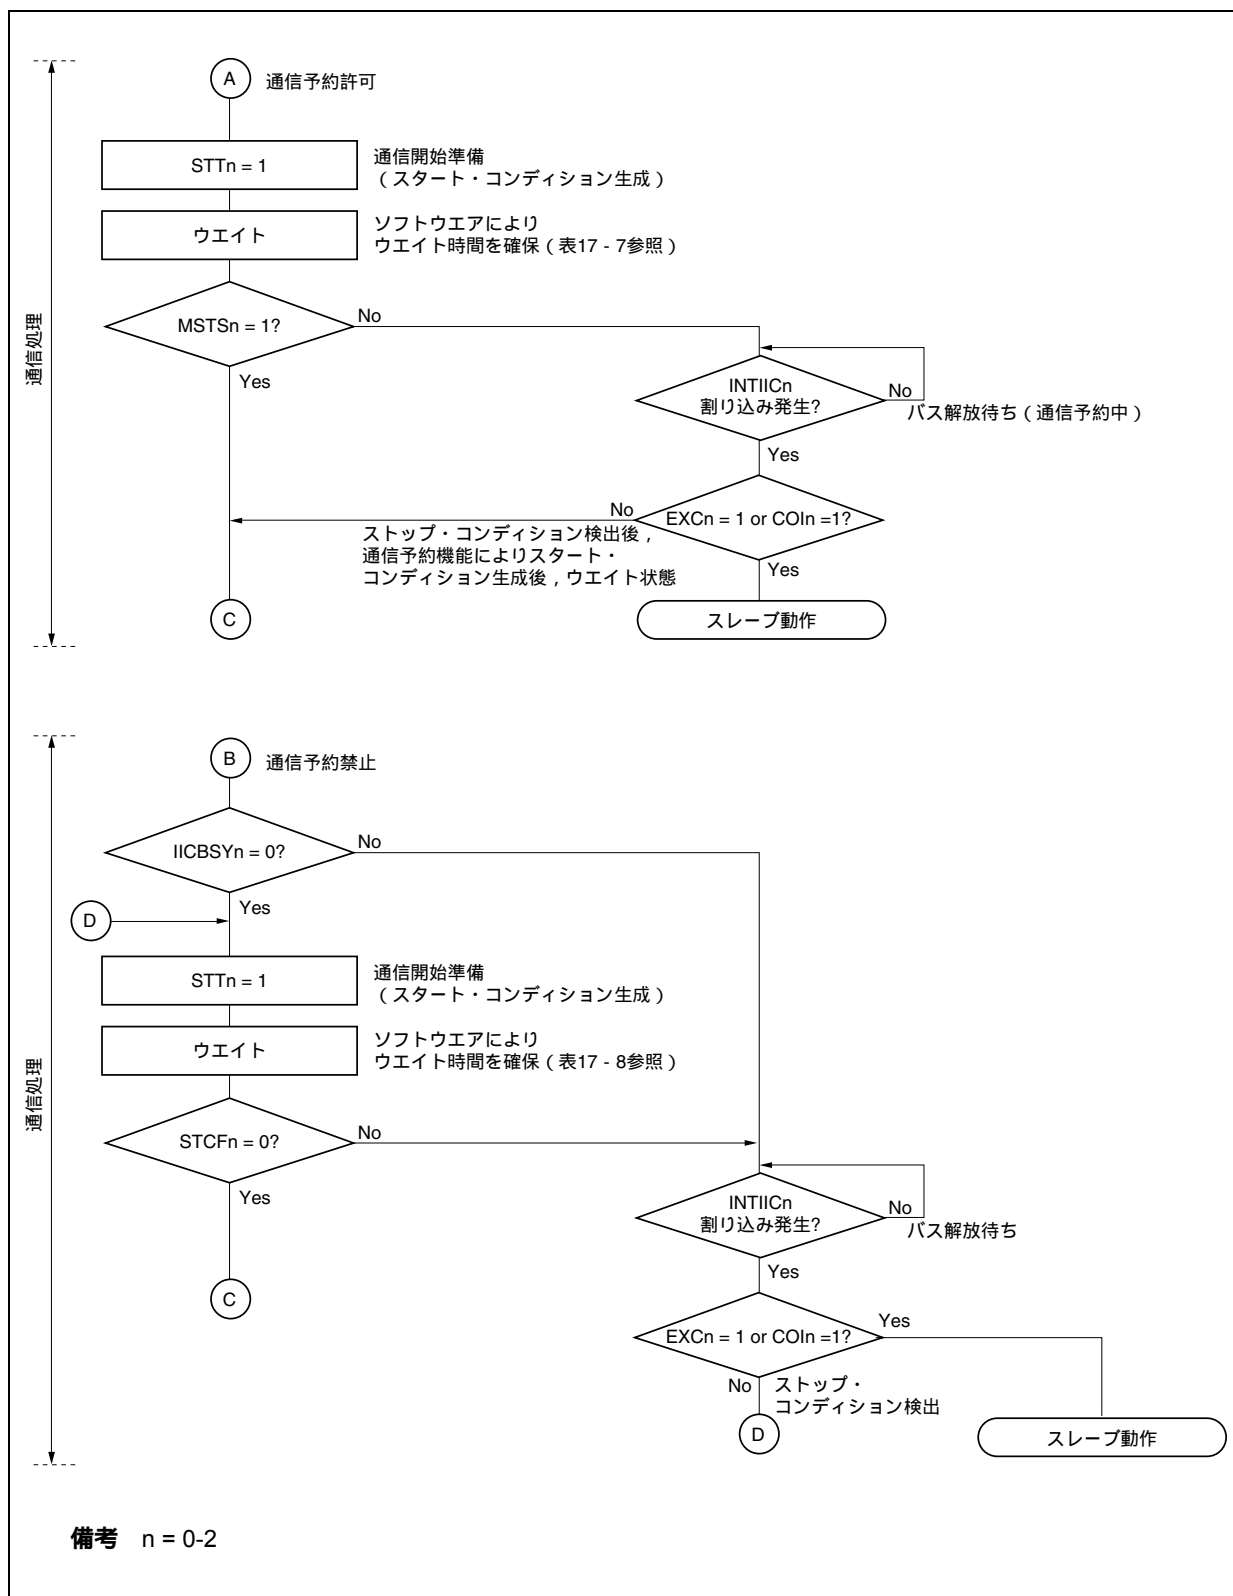 A 通信予約許可
STTn = 1
通信開始準備
(スタート・コンディション生成)
ウエイト
ソフトウエアにより
ウエイト時間を確保(表17 - 7参照)
MSTSn = 1?
No
Yes
INTIICn
割り込み発生?
No
バス解放待ち(通信予約中)
Yes
EXCn = 1 or COIn =1?
No
ストップ・コンディション検出後,
通信予約機能によりスタート・
コンディション生成後,ウエイト状態
Yes
C
スレーブ動作
通信処理
B 通信予約禁止
IICBSYn = 0?
No
Yes
D
STTn = 1
通信開始準備
(スタート・コンディション生成)
ウエイト
ソフトウエアにより
ウエイト時間を確保(表17 - 8参照)
STCFn = 0?
No
Yes
INTIICn
割り込み発生?
No
バス解放待ち
Yes
C
EXCn = 1 or COIn =1?
Yes
No
ストップ・
コンディション検出
D
スレーブ動作
通信処理
備考 n = 0-2